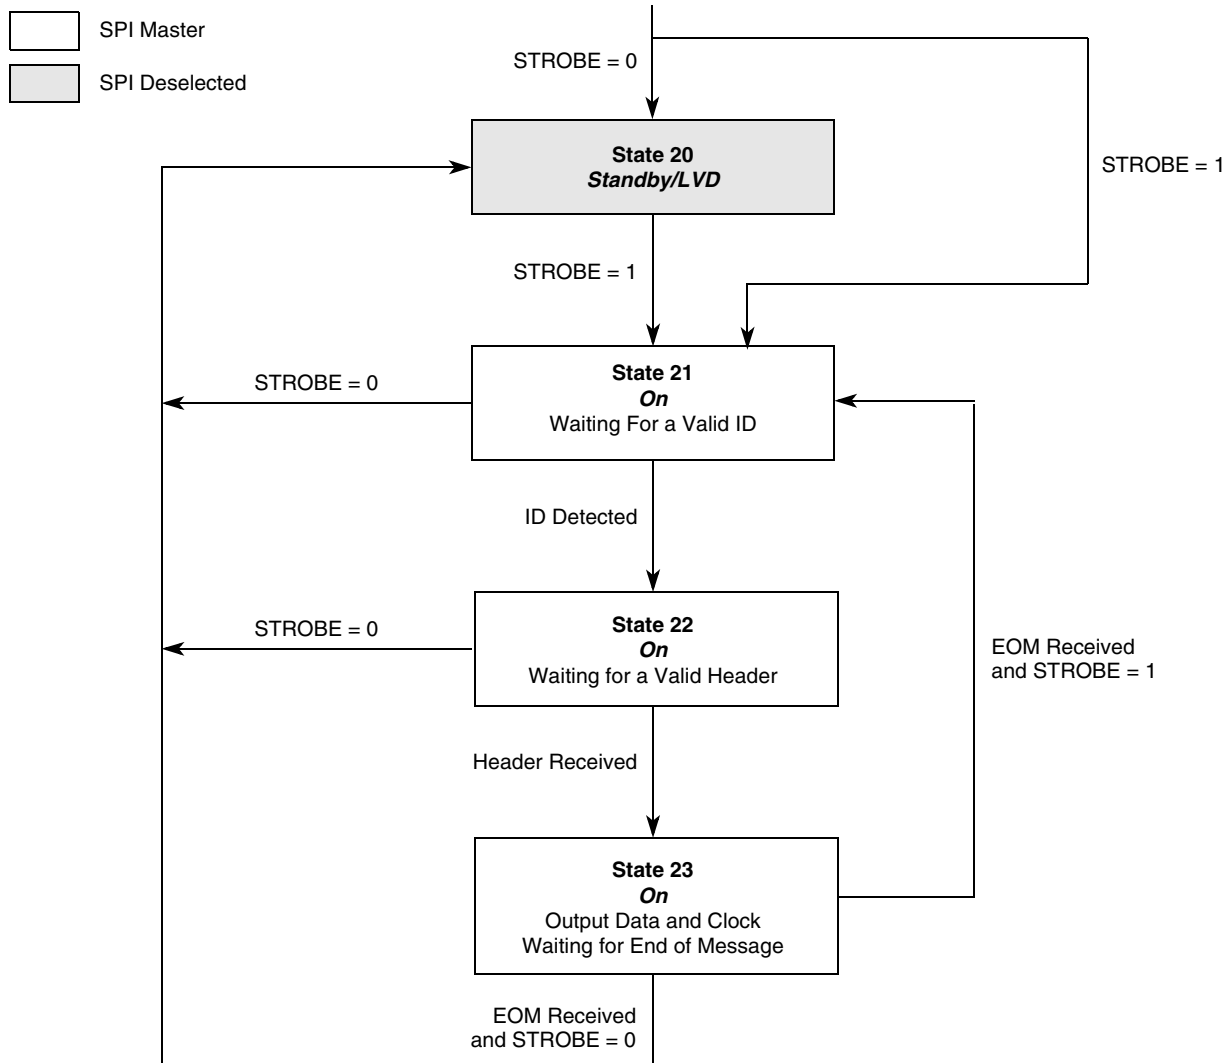 SPI Master
SPI Deselected
STROBE = 0
STROBE = 1
State 20
Standby/LVD
STROBE = 1
STROBE = 0
State 21
On
Waiting For a Valid ID
ID Detected
STROBE = 0
State 22
On
Waiting for a Valid Header
EOM Received
and STROBE = 1
Header Received
State 23
On
Output Data and Clock
Waiting for End of Message
EOM Received
and STROBE = 0